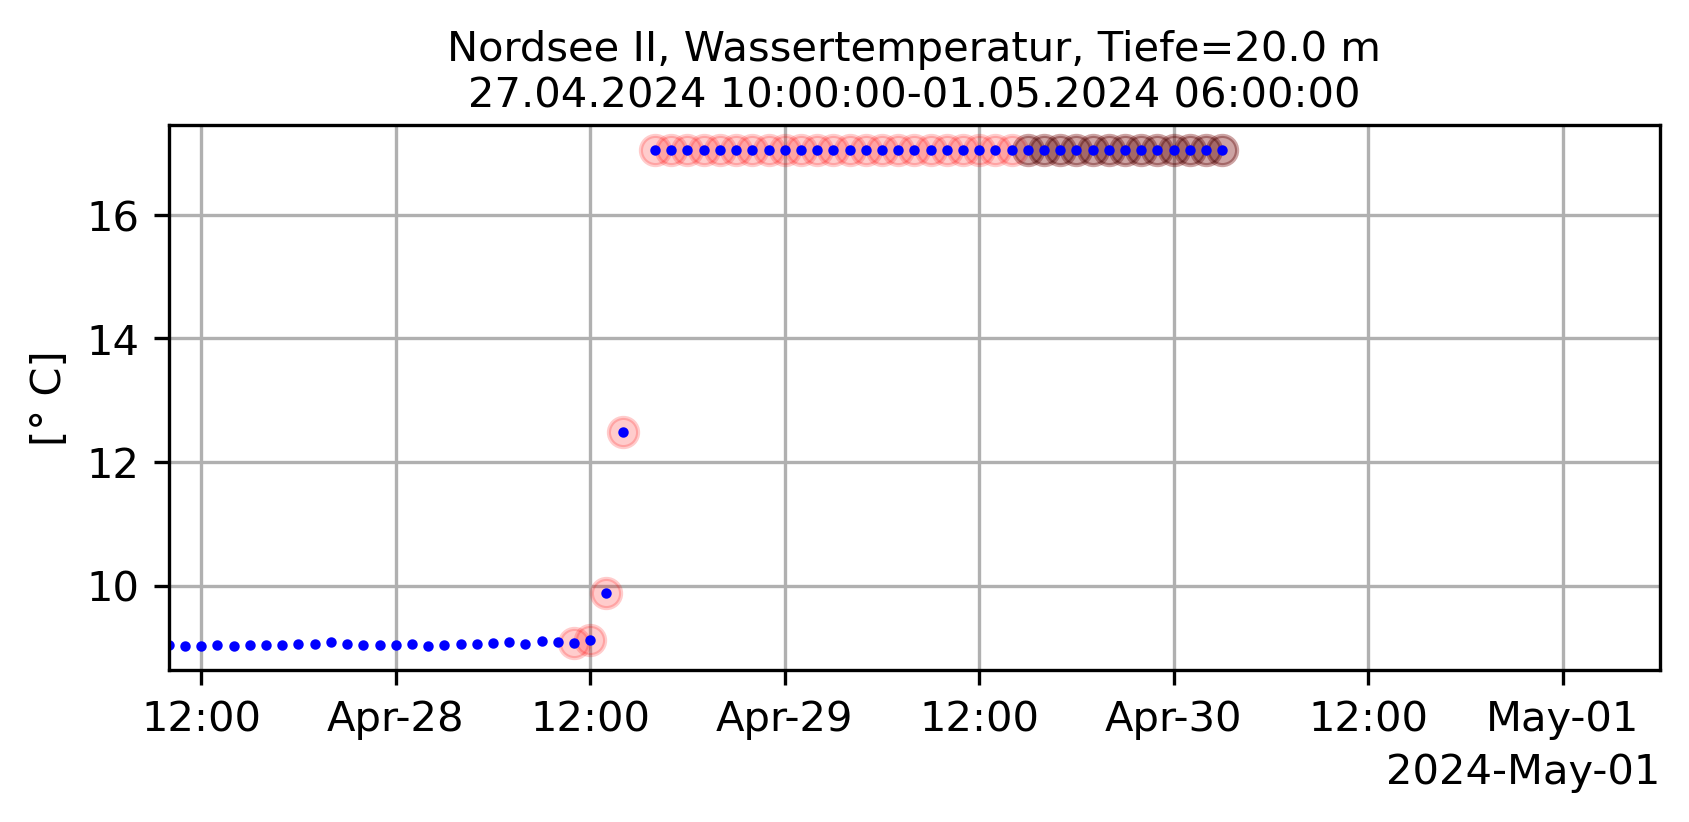 Nordsee II, Wassertemperatur, Tiefe=20.0 m
27.04.2024 10:00:00-01.05.2024 06:00:00
[° C]
16
14
12
10
12:00 Apr-28 12:00 Apr-29 12:00 Apr-30 12:00 May-01
2024-May-01